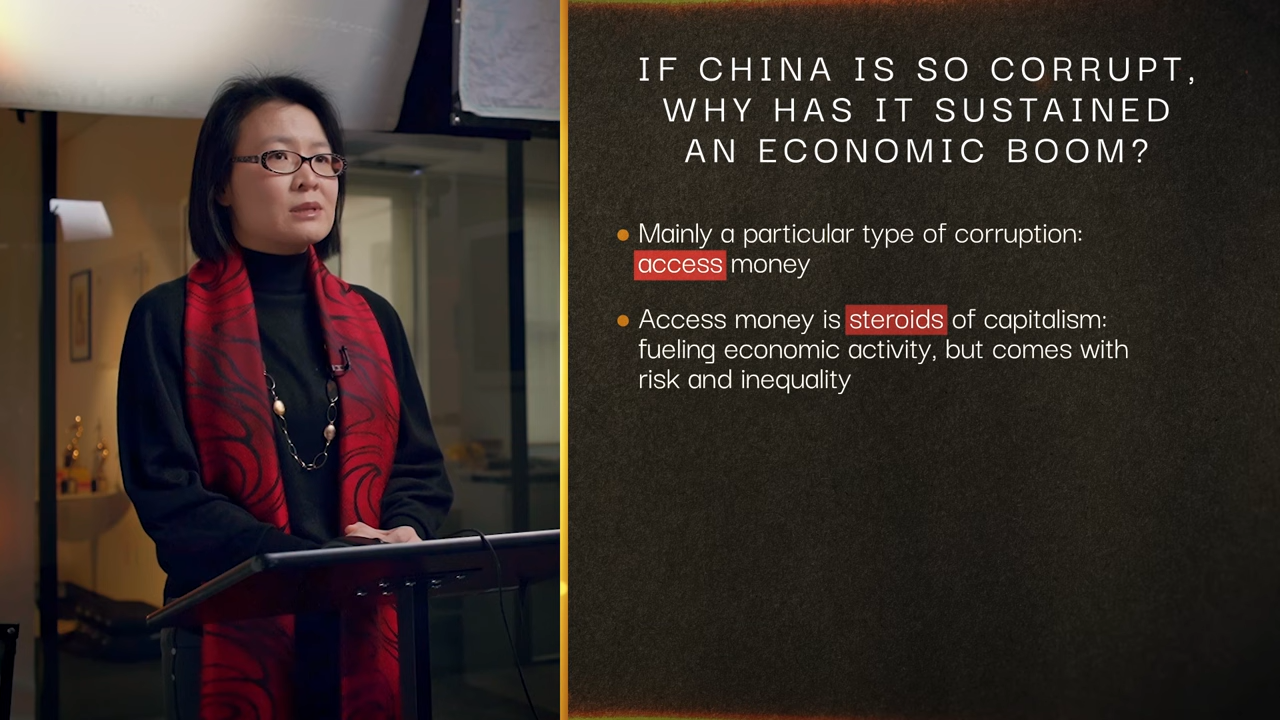 IF CHINA IS SO CORRUPT,
WHY HAS IT SUSTAINED
AN ECONOMIC BOOM?
Mainly a particular type of corruption:
access money
Access money is steroids of capitalism:
fueling economic activity, but comes with
risk and inequality